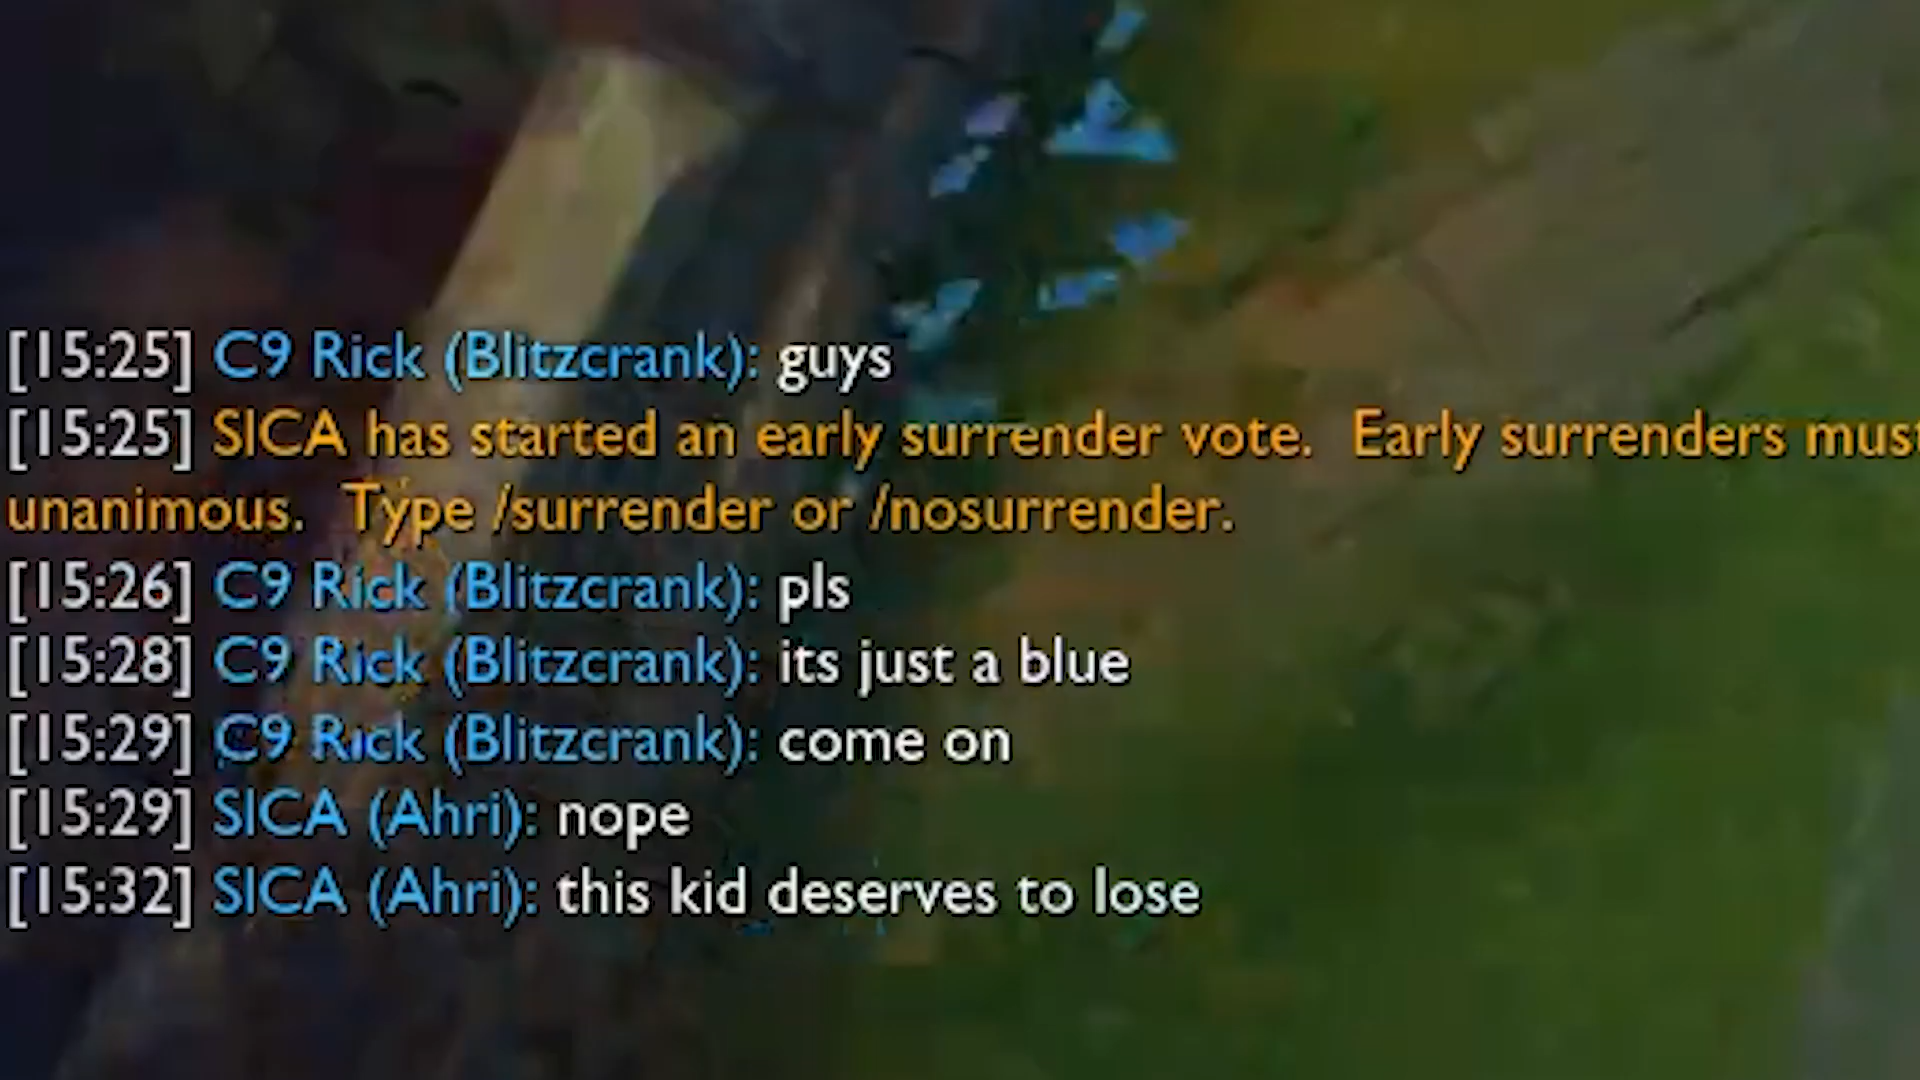 [15:25] C9 Rick (Blitzcrank): guys
[15:25] SICA has started an early surrender vote.  Early surrenders must
unanimous.  Type /surrender or /nosurrender.
[15:26] C9 Rick (Blitzcrank): pls
[15:28] C9 Rick (Blitzcrank): its just a blue
[15:29] C9 Rick (Blitzcrank): come on
[15:29] SICA (Ahri): nope
[15:32] SICA (Ahri): this kid deserves to lose